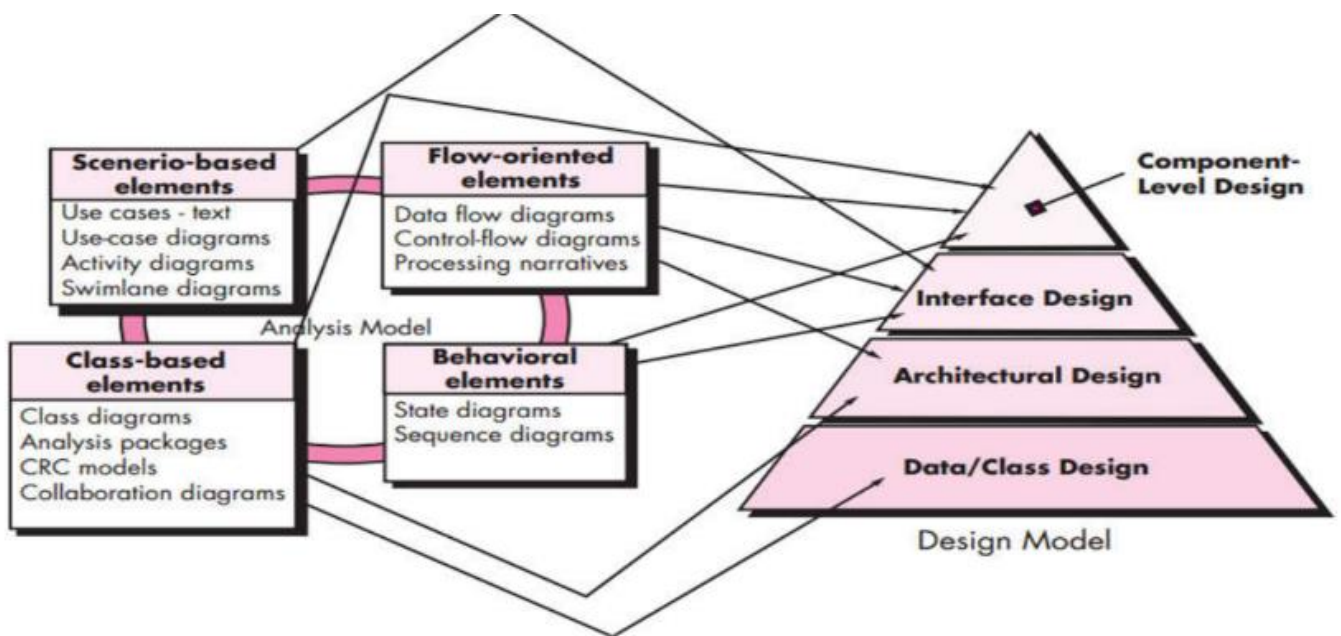 Scenerio-based
elements
Use cases - text
Use-case diagrams
Activity diagrams
Swimlane diagrams
Flow-oriented
elements
Data flow diagrams
Control-flow diagrams
Processing narratives
Analysis Model
Class-based
elements
Class diagrams
Analysis packages
CRC models
Collaboration diagrams
Behavioral
elements
State diagrams
Sequence diagrams
Component-
Level Design
Interface Design
Architectural Design
Data/Class Design
Design Model